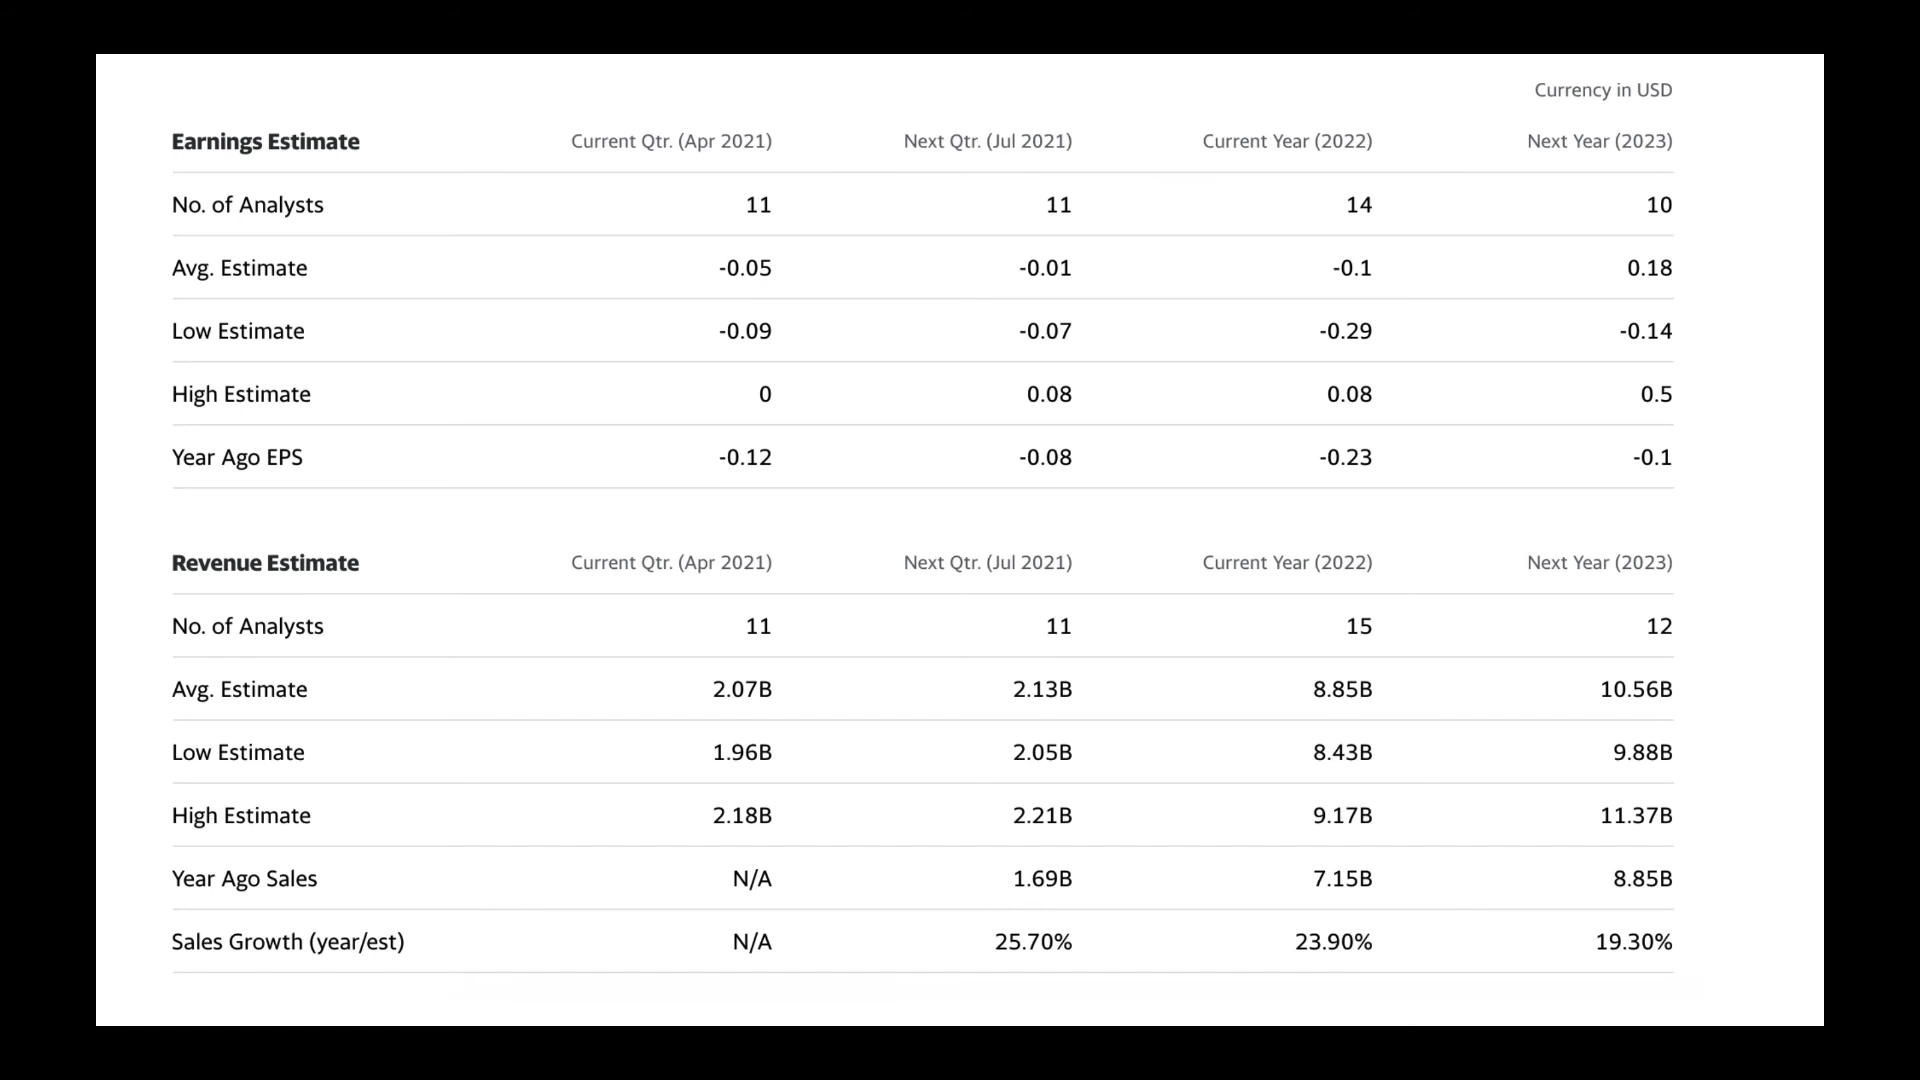 Currency in USD
Earnings Estimate Current Qtr. (Apr 2021) Next Qtr. (Jul 2021) Current Year (2022) Next Year (2023)
No. of Analysts 11 11 14 10
Avg. Estimate -0.05 -0.01 -0.1 0.18
Low Estimate -0.09 -0.07 -0.29 -0.14
High Estimate 0 0.08 0.08 0.5
Year Ago EPS -0.12 -0.08 -0.23 -0.1
Revenue Estimate Current Qtr. (Apr 2021) Next Qtr. (Jul 2021) Current Year (2022) Next Year (2023)
No. of Analysts 11 11 15 12
Avg. Estimate 2.07B 2.13B 8.85B 10.56B
Low Estimate 1.96B 2.05B 8.43B 9.88B
High Estimate 2.18B 2.21B 9.17B 11.37B
Year Ago Sales N/A 1.69B 7.15B 8.85B
Sales Growth (year/est) N/A 25.70% 23.90% 19.30%